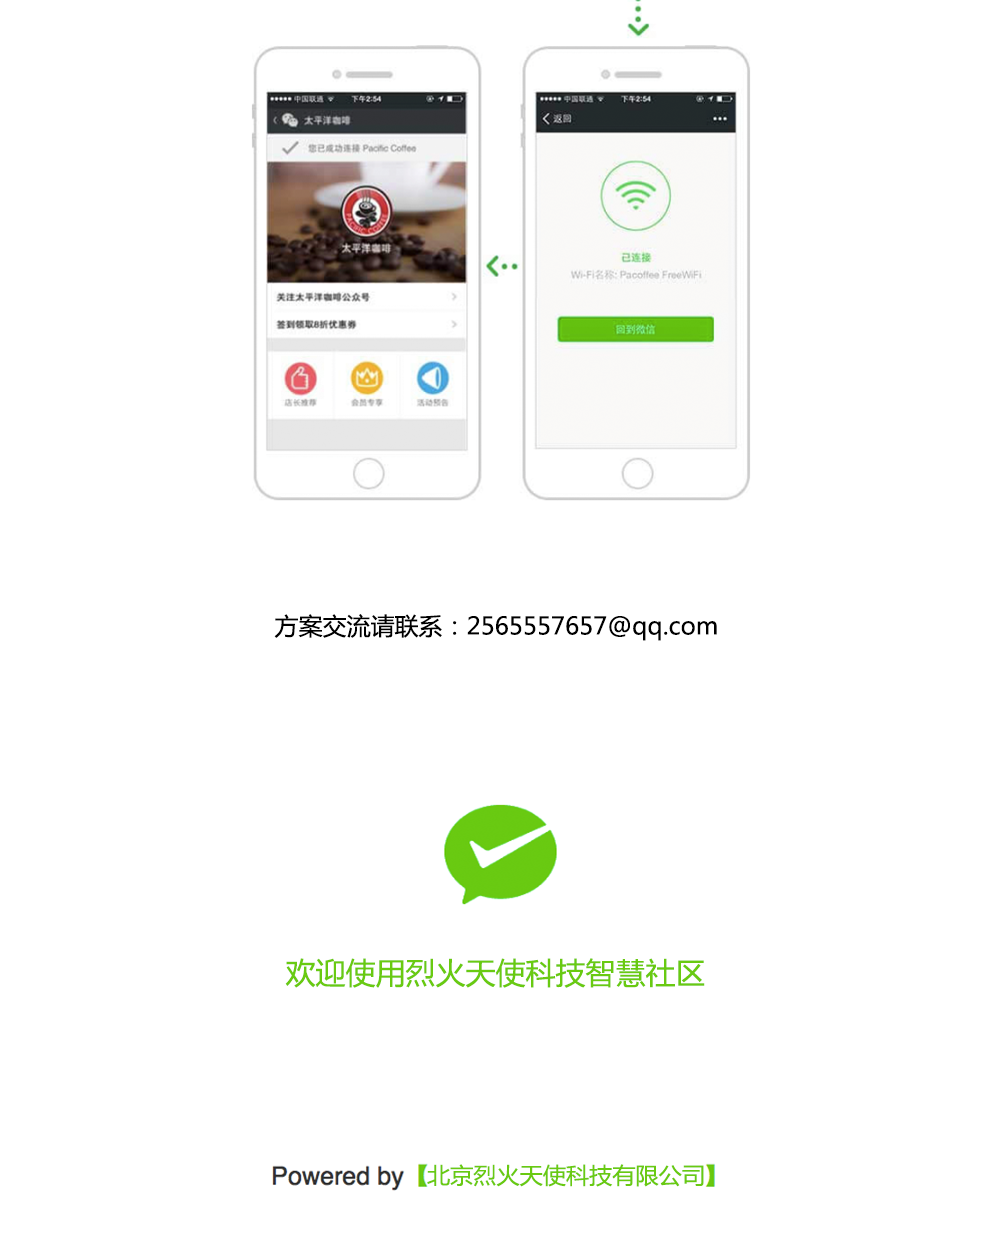 中国联通 下午2:54
太平洋咖啡
您已成功连接 Pacific Coffee
PACIFIC COFFEE
太平洋咖啡
关注太平洋咖啡公众号
签到领取8折优惠券
店长推荐 会员专享 活动预告
中国联通 下午2:54
返回
已连接
Wi-Fi名称: Pacoffee FreeWiFi
回到微信
方案交流请联系：2565557657@qq.com
欢迎使用烈火天使科技智慧社区
Powered by【北京烈火天使科技有限公司】